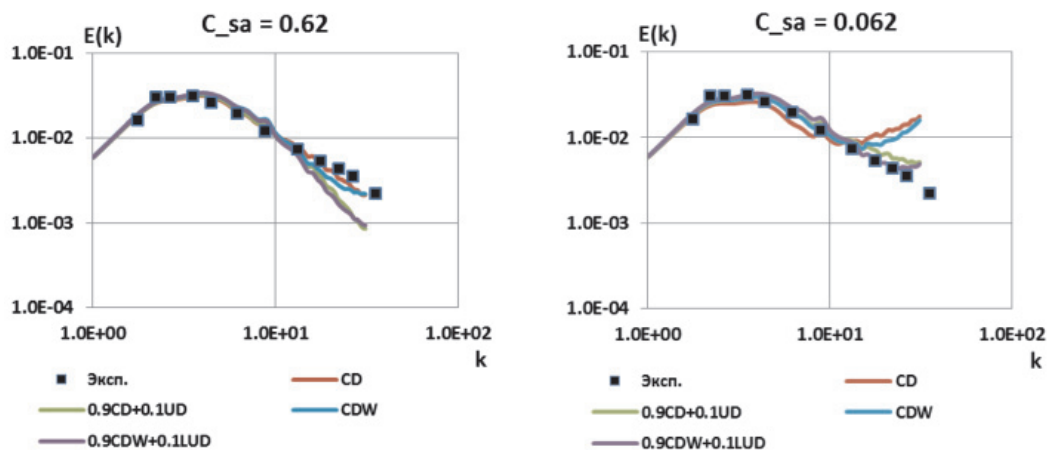 C_sa = 0.62
E(k)
1.0E-01
1.0E-02
1.0E-03
1.0E-04
1.0E+00 1.0E+01 1.0E+02
k
Эксп. CD
0.9CD+0.1UD CDW
0.9CDW+0.1LUD
C_sa = 0.062
E(k)
1.0E-01
1.0E-02
1.0E-03
1.0E-04
1.0E+00 1.0E+01 1.0E+02
k
Эксп. CD
0.9CD+0.1UD CDW
0.9CDW+0.1LUD